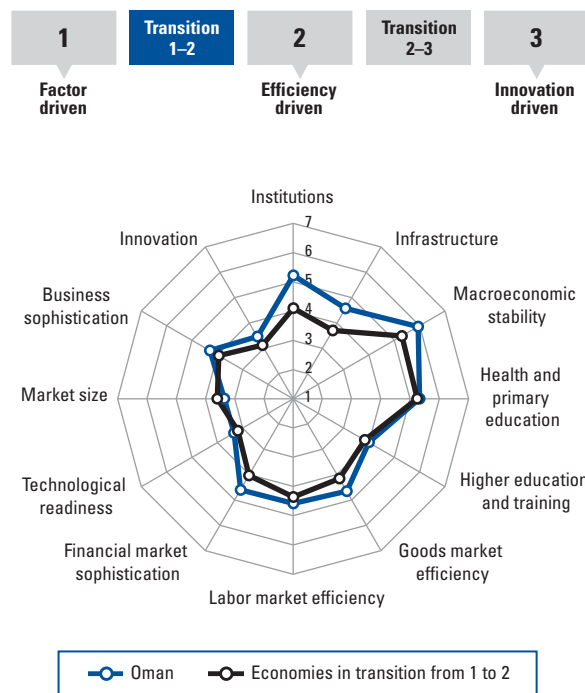 1
Transition
1–2
2
Transition
2–3
3
Factor
driven
Efficiency
driven
Innovation
driven
Institutions
7
6
5
4
3
2
1
Infrastructure
Macroeconomic
stability
Health and
primary
education
Higher education
and training
Goods market
efficiency
Labor market efficiency
Financial market
sophistication
Technological
readiness
Market size
Business
sophistication
Innovation
Oman
Economies in transition from 1 to 2